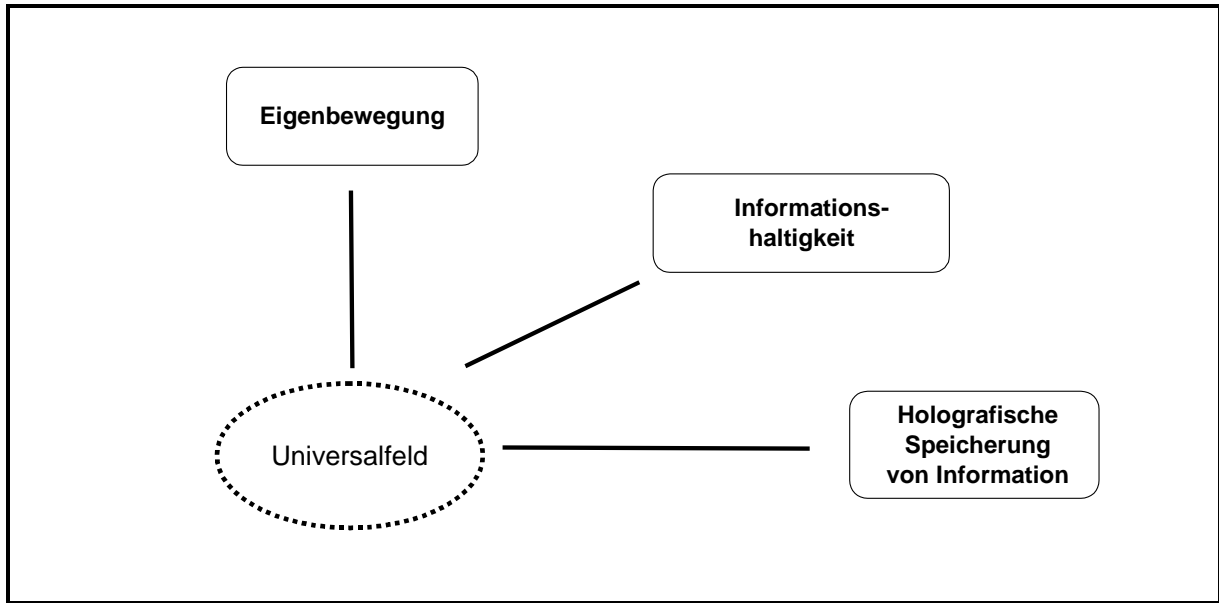 Eigenbewegung
Informations-
haltigkeit
Holografische
Speicherung
von Information
Universalfeld